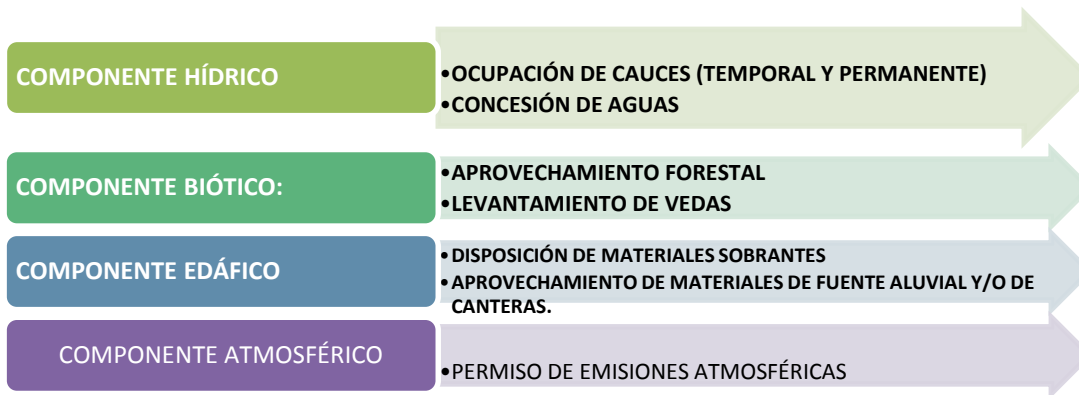 COMPONENTE HÍDRICO
•OCUPACIÓN DE CAUCES (TEMPORAL Y PERMANENTE)
•CONCESIÓN DE AGUAS
COMPONENTE BIÓTICO:
•APROVECHAMIENTO FORESTAL
•LEVANTAMIENTO DE VEDAS
COMPONENTE EDÁFICO
•DISPOSICIÓN DE MATERIALES SOBRANTES
•APROVECHAMIENTO DE MATERIALES DE FUENTE ALUVIAL Y/O DE
CANTERAS.
COMPONENTE ATMOSFÉRICO
•PERMISO DE EMISIONES ATMOSFÉRICAS